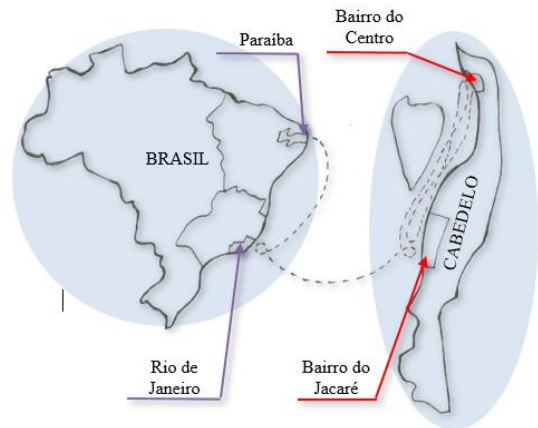 Paraíba
Bairro do
Centro
BRASIL
CABEDELO
Rio de
Janeiro
Bairro do
Jacaré